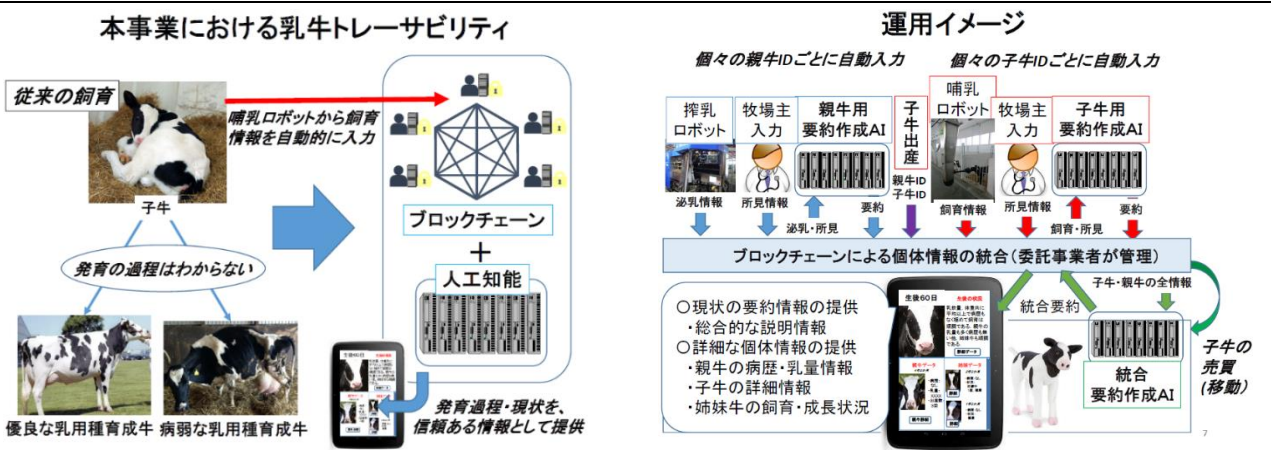 本事業における乳牛トレーサビリティ
従来の飼育
哺乳ロボットから飼育
情報を自動的に入力
子牛
発育の過程はわからない
優良な乳用種育成牛
病弱な乳用種育成牛
ブロックチェーン
+
人工知能
生後60日
発育過程・現状を、
信頼ある情報として提供
運用イメージ
個々の親牛IDごとに自動入力
個々の子牛IDごとに自動入力
搾乳
ロボット
牧場主
入力
親牛用
要約作成AI
子牛出産
哺乳
ロボット
牧場主
入力
子牛用
要約作成AI
親牛ID
子牛ID
泌乳情報
所見情報
泌乳・所見
要約
飼育情報
所見情報
飼育・所見
要約
ブロックチェーンによる個体情報の統合(委託事業者が管理)
○現状の要約情報の提供
・総合的な説明情報
○詳細な個体情報の提供
・親牛の病歴・乳量情報
・子牛の詳細情報
・姉妹牛の飼育・成長状況
生後60日
統合要約
子牛・親牛の全情報
統合
要約作成AI
子牛の
売買
(移動)
7